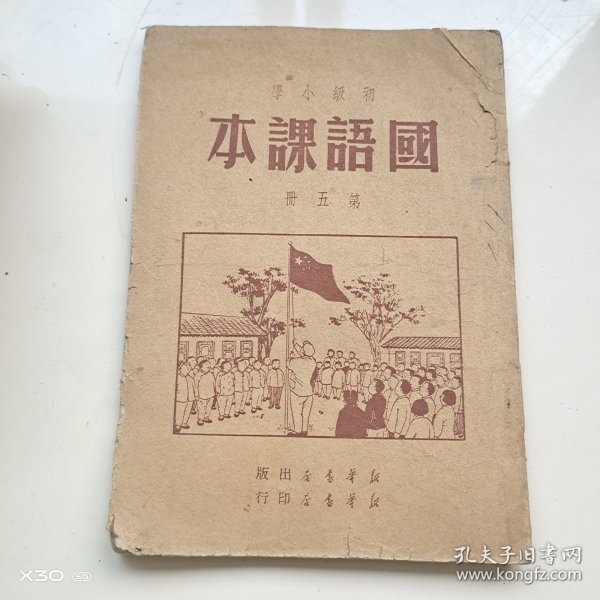 初級小學
國語課本
第五冊
新華書店出版
新華書店印行
X30 5G
孔夫子旧书网
www.kongfz.com